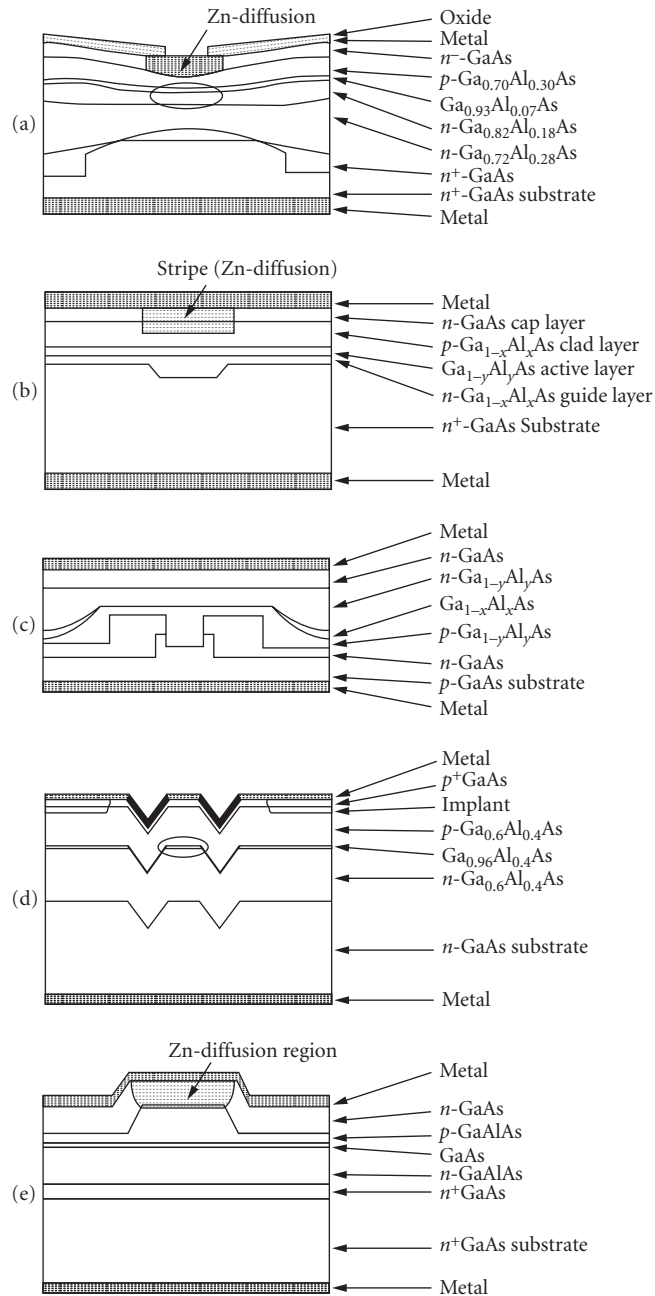 Zn-diffusion
Oxide
Metal
n⁻-GaAs
p-Ga₀.₇₀Al₀.₃₀As
Ga₀.₉₃Al₀.₀₇As
n-Ga₀.₈₂Al₀.₁₈As
n-Ga₀.₇₂Al₀.₂₈As
n⁺-GaAs
n⁺-GaAs substrate
Metal
(a)
Stripe (Zn-diffusion)
Metal
n-GaAs cap layer
p-Ga₁₋ₓAlₓAs clad layer
Ga₁₋yAlyAs active layer
n-Ga₁₋ₓAlₓAs guide layer
n⁺-GaAs Substrate
Metal
(b)
Metal
n-GaAs
n-Ga₁₋yAlyAs
Ga₁₋ₓAlₓAs
p-Ga₁₋yAlyAs
n-GaAs
p-GaAs substrate
Metal
(c)
Metal
p⁺GaAs
Implant
p-Ga₀.₆Al₀.₄As
Ga₀.₉₆Al₀.₄As
n-Ga₀.₆Al₀.₄As
n-GaAs substrate
Metal
(d)
Zn-diffusion region
Metal
n-GaAs
p-GaAlAs
GaAs
n-GaAlAs
n⁺GaAs
n⁺GaAs substrate
Metal
(e)